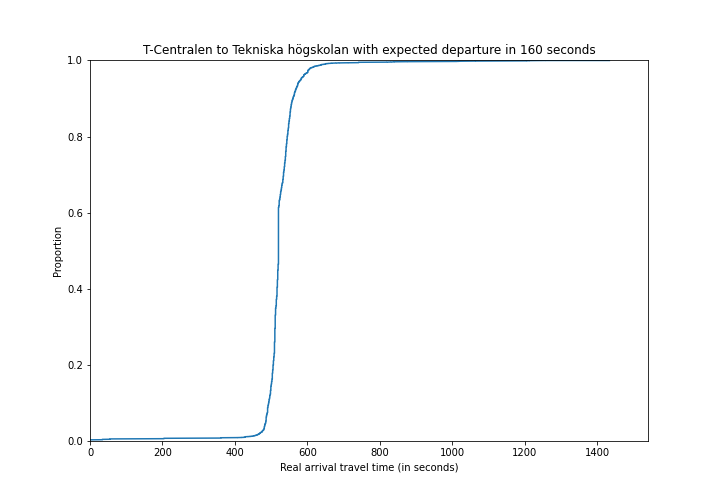 T-Centralen to Tekniska högskolan with expected departure in 160 seconds
1.0
0.8
0.6
0.4
0.2
0.0
Proportion
0 200 400 600 800 1000 1200 1400
Real arrival travel time (in seconds)